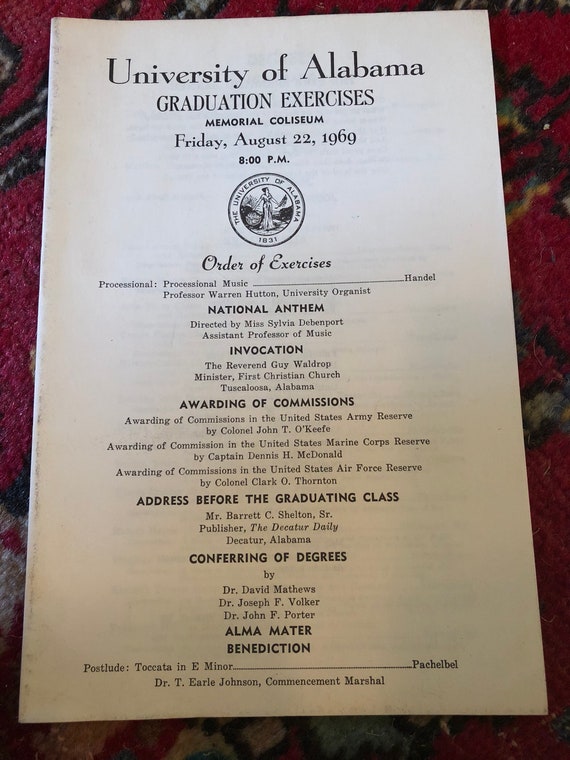 University of Alabama
GRADUATION EXERCISES
MEMORIAL COLISEUM
Friday, August 22, 1969
8:00 P.M.
THE UNIVERSITY OF ALABAMA
1831
Order of Exercises
Processional: Processional Music ........ Handel
Professor Warren Hutton, University Organist
NATIONAL ANTHEM
Directed by Miss Sylvia Debenport
Assistant Professor of Music
INVOCATION
The Reverend Guy Waldrop
Minister, First Christian Church
Tuscaloosa, Alabama
AWARDING OF COMMISSIONS
Awarding of Commissions in the United States Army Reserve
by Colonel John T. O'Keefe
Awarding of Commission in the United States Marine Corps Reserve
by Captain Dennis H. McDonald
Awarding of Commissions in the United States Air Force Reserve
by Colonel Clark O. Thornton
ADDRESS BEFORE THE GRADUATING CLASS
Mr. Barrett C. Shelton, Sr.
Publisher, The Decatur Daily
Decatur, Alabama
CONFERRING OF DEGREES
by
Dr. David Mathews
Dr. Joseph F. Volker
Dr. John F. Porter
ALMA MATER
BENEDICTION
Postlude: Toccata in E Minor ........ Pachelbel
Dr. T. Earle Johnson, Commencement Marshal